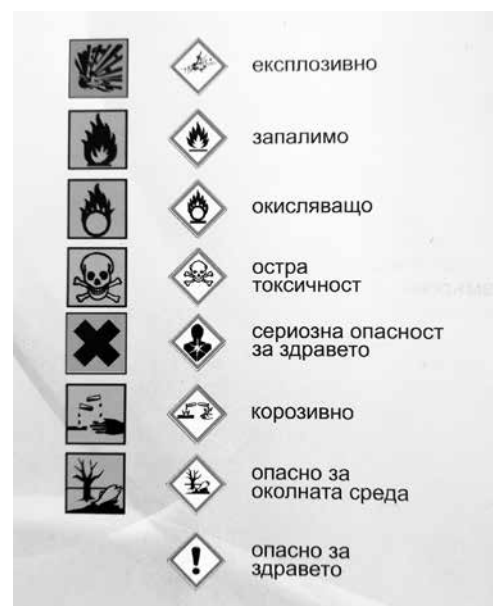 експлозивно
запалимо
окисляващо
остра
токсичност
сериозна опасност
за здравето
корозивно
опасно за
околната среда
опасно за
здравето